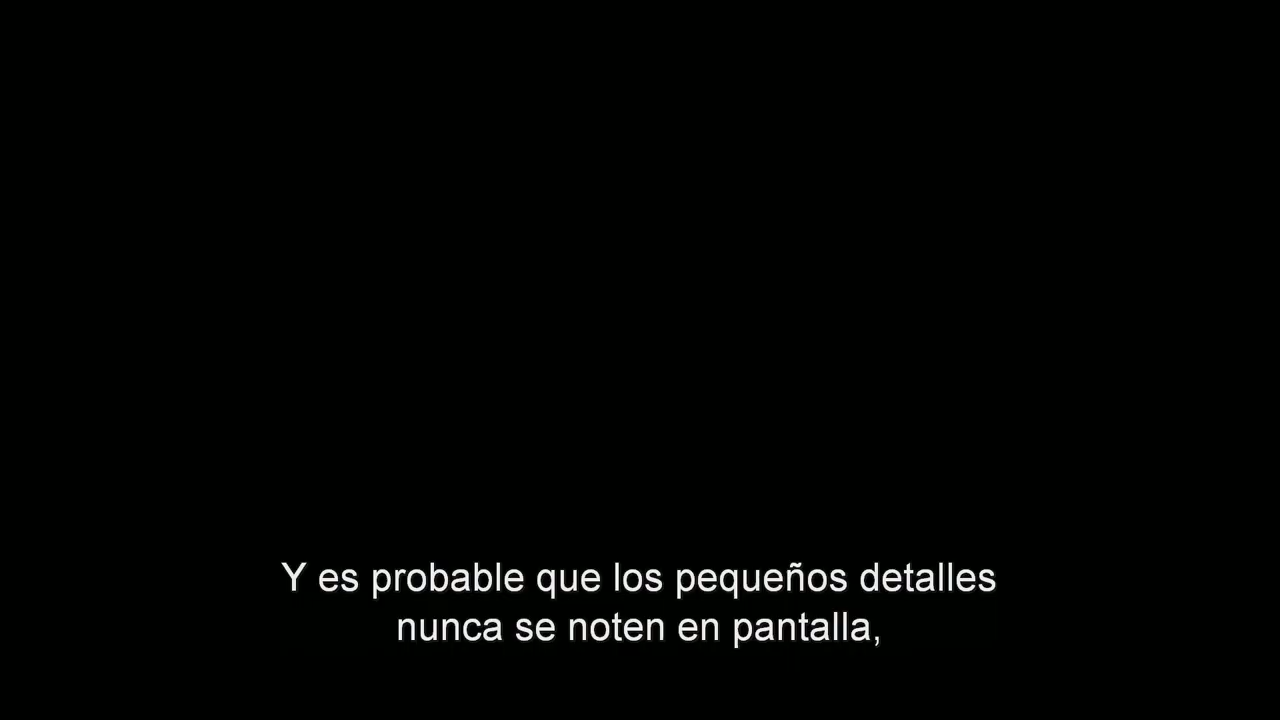 Y es probable que los pequeños detalles
nunca se noten en pantalla,